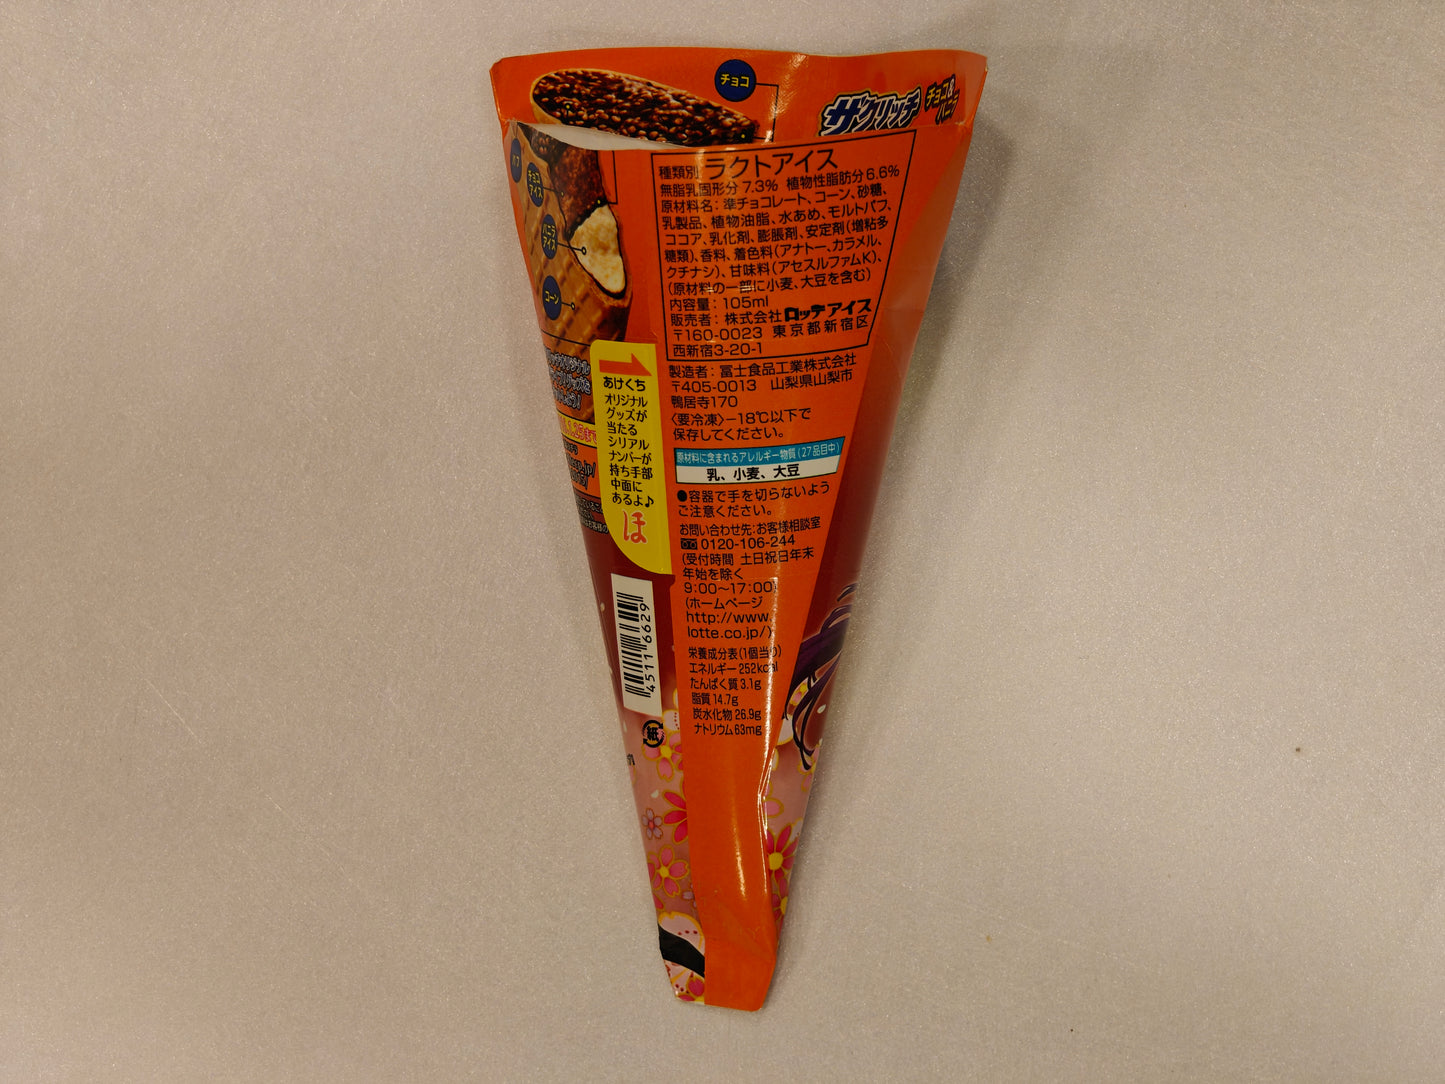 チョコ
ザクリッチ
チョコ&
バニラ
チョコ
アイス
バニラ
アイス
コーン
種類別 ラクトアイス
無脂乳固形分 7.3% 植物性脂肪分 6.6%
原材料名：準チョコレート、コーン、砂糖、
乳製品、植物油脂、水あめ、モルトパフ、
ココア、乳化剤、膨脹剤、安定剤(増粘多
糖類)、香料、着色料(アナトー、カラメル、
クチナシ)、甘味料(アセスルファムK)、
(原材料の一部に小麦、大豆を含む)
内容量：105ml
販売者：株式会社ロッテアイス
〒160-0023 東京都新宿区
西新宿3-20-1
製造者：冨士食品工業株式会社
〒405-0013 山梨県山梨市
鴨居寺170
〈要冷凍〉−18℃以下で
保存してください。
原材料に含まれるアレルギー物質(27品目中)
乳、小麦、大豆
●容器で手を切らないよう
ご注意ください。
お問い合わせ先:お客様相談室
0120-106-244
(受付時間 土日祝日年末
年始を除く
9:00〜17:00)
(ホームページ
http://www.
lotte.co.jp/)
栄養成分表(1個当り)
エネルギー 252kcal
たんぱく質 3.1g
脂質 14.7g
炭水化物 26.9g
ナトリウム 63mg
あけくち
オリジナル
グッズが
当たる
シリアル
ナンバーが
持ち手部
中面に
あるよ♪
ほ
45116629
紙